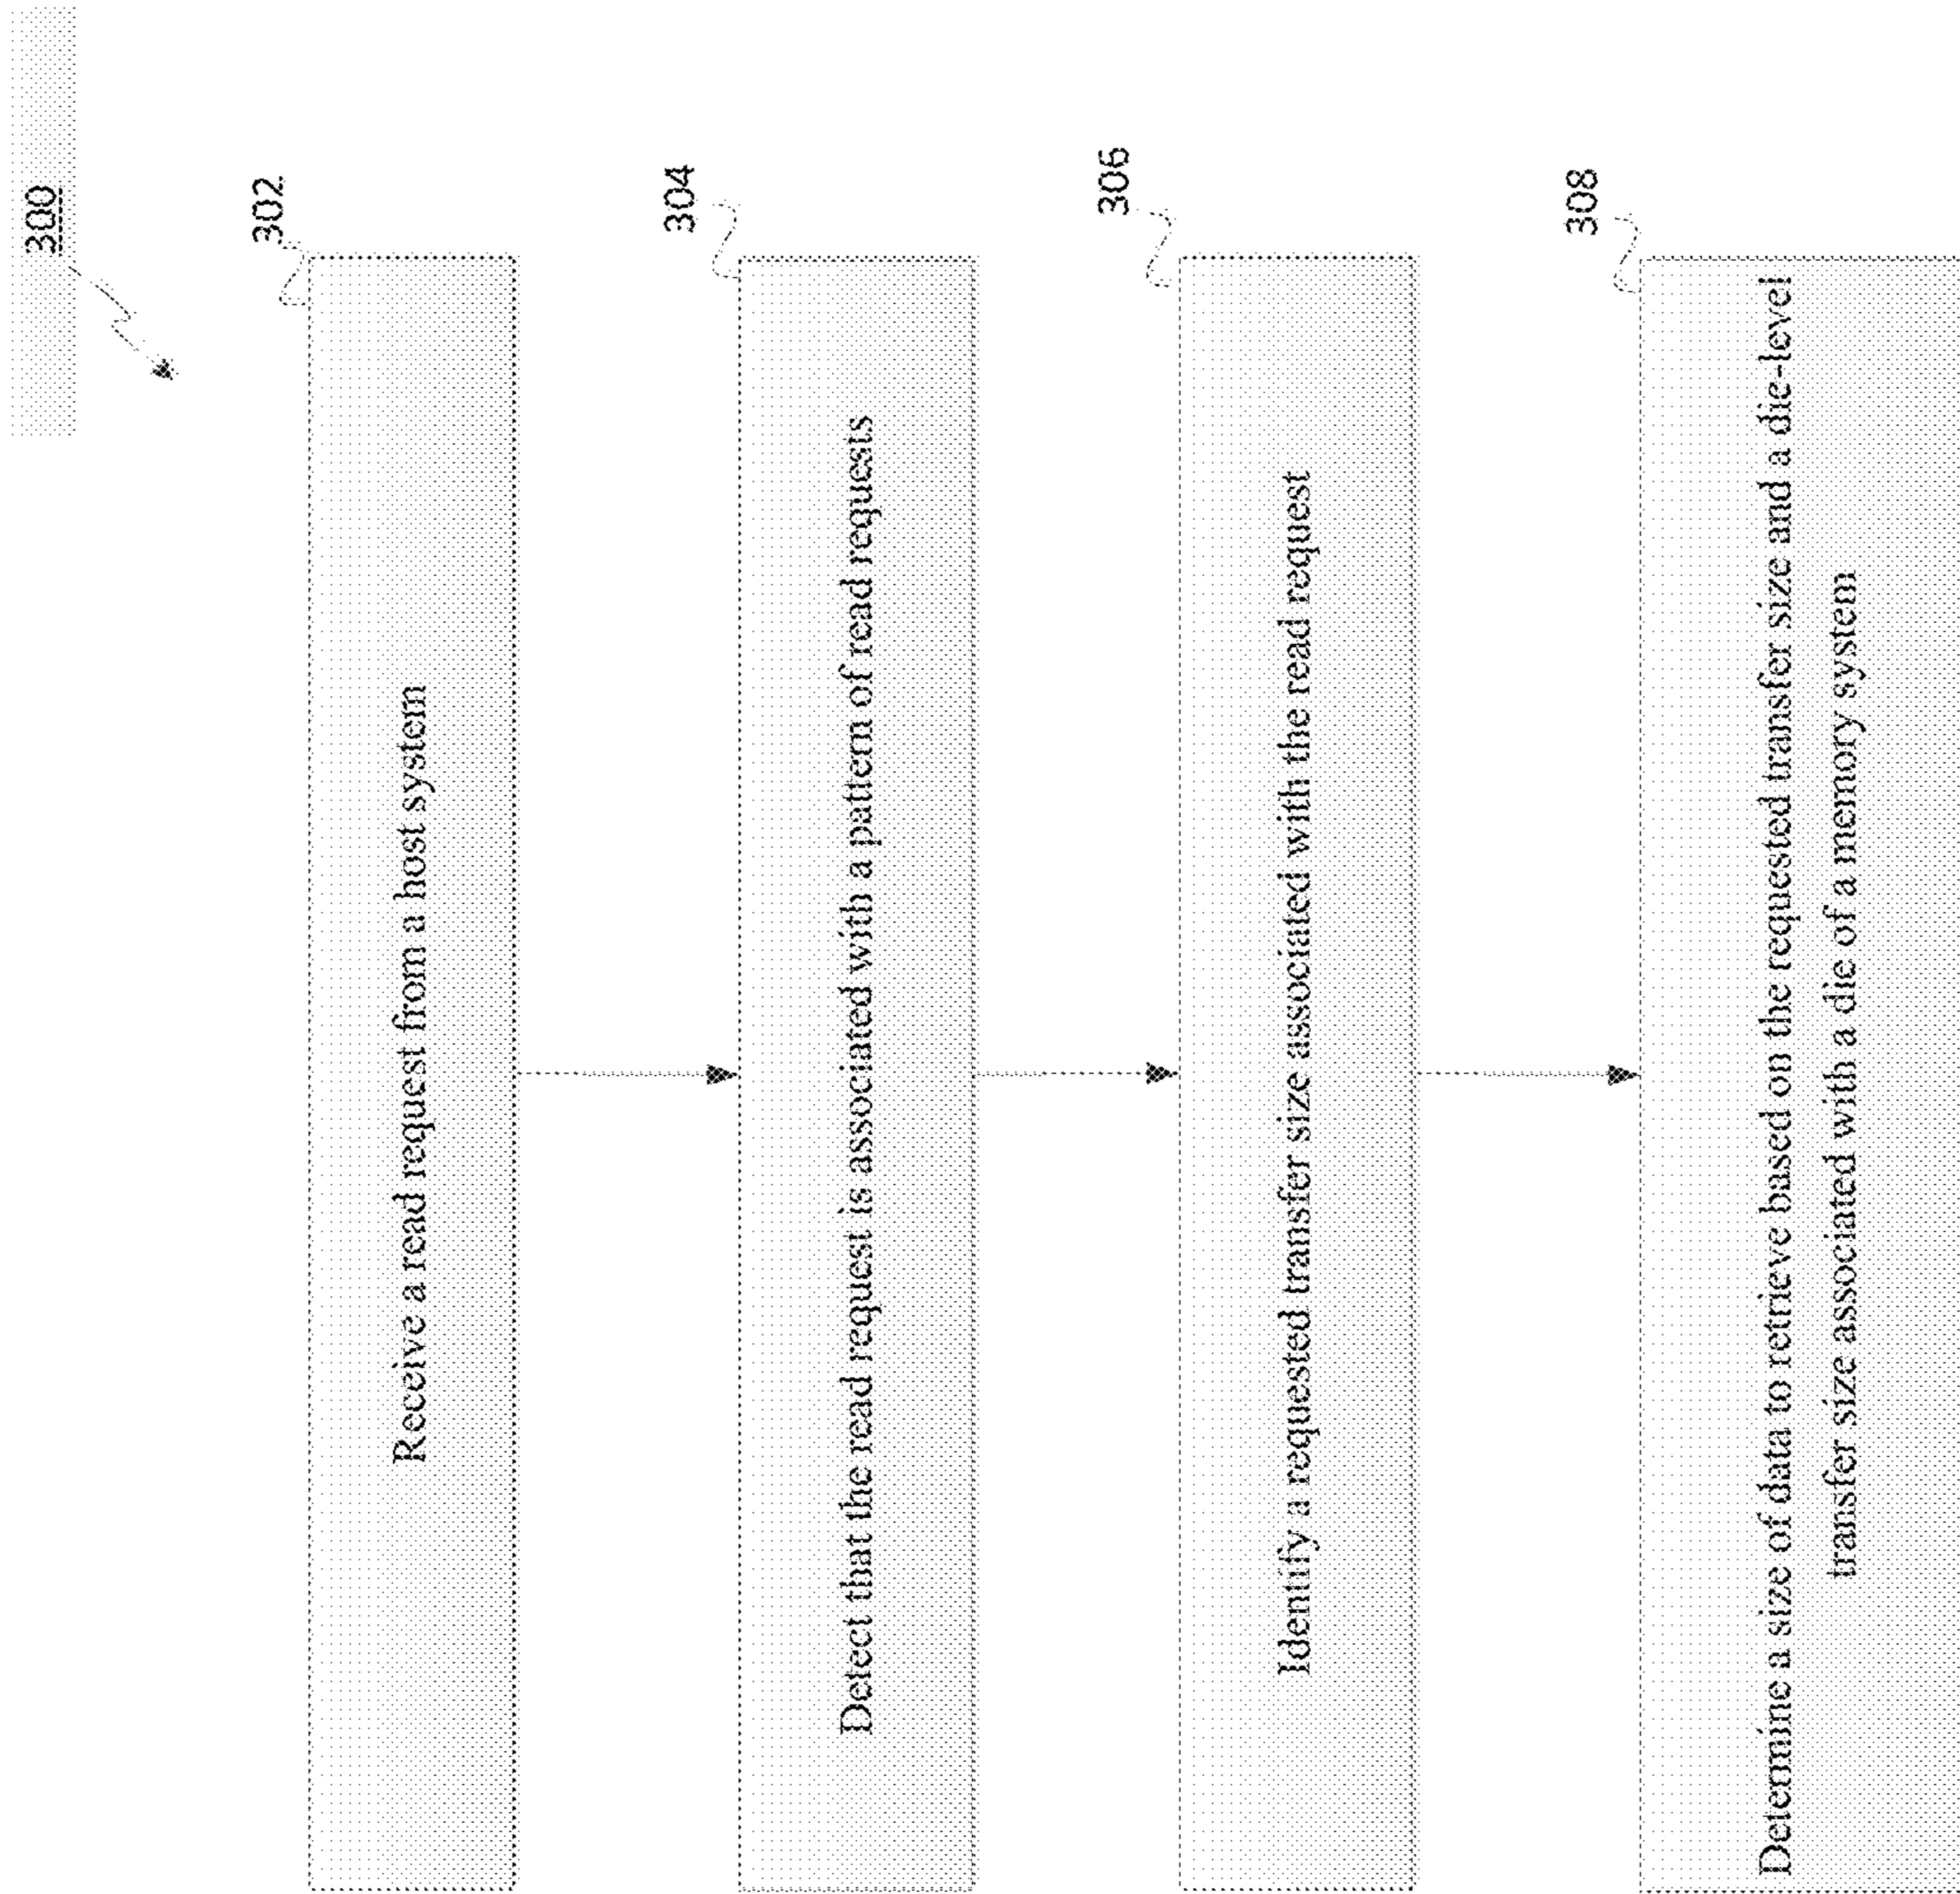 300
302
Receive a read request from a host system
304
Detect that the read request is associated with a pattern of read requests
306
Identify a requested transfer size associated with the read request
308
Determine a size of data to retrieve based on the requested transfer size and a die-level
transfer size associated with a die of a memory system